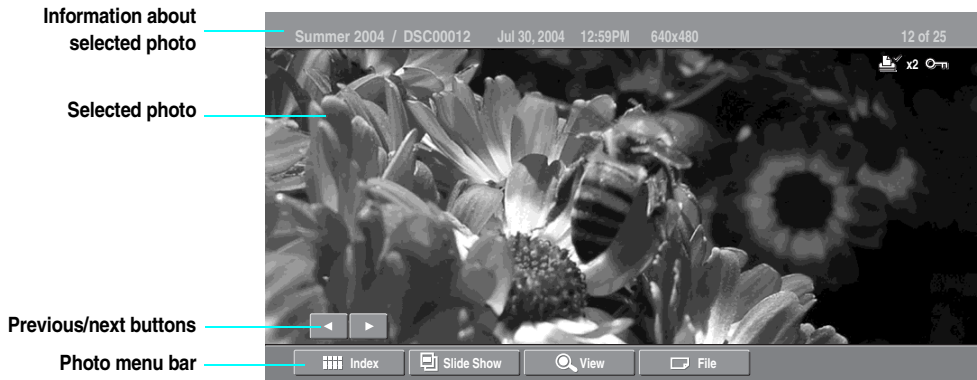 Information about
selected photo
Summer 2004 / DSC00012 Jul 30, 2004 12:59PM 640x480 12 of 25
x2
Selected photo
Previous/next buttons
Photo menu bar
Index Slide Show View File